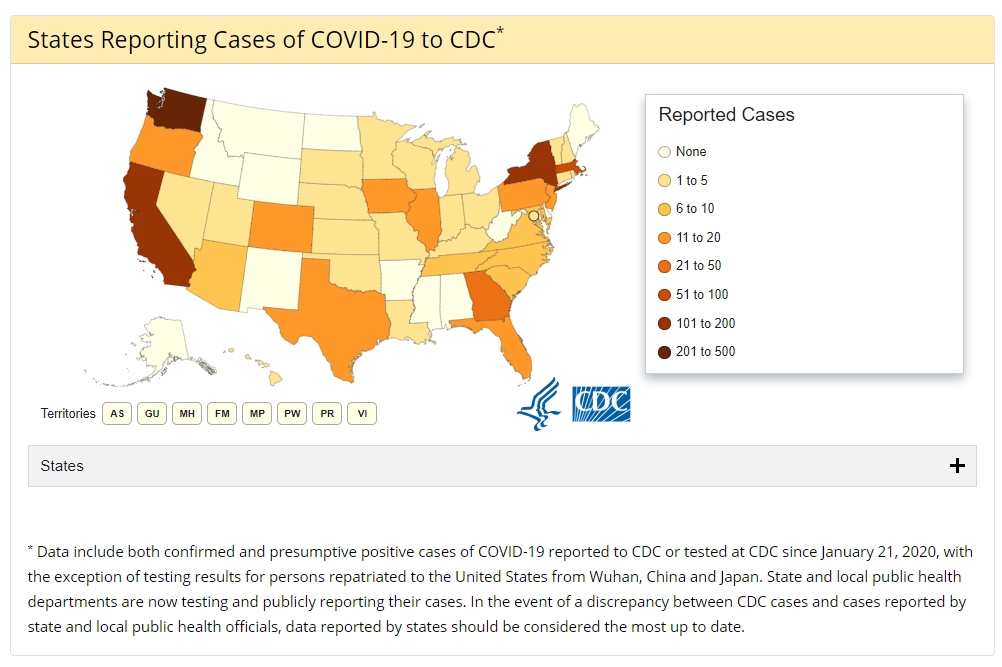 States Reporting Cases of COVID-19 to CDC*
Reported Cases
None
1 to 5
6 to 10
11 to 20
21 to 50
51 to 100
101 to 200
201 to 500
CDC
Territories AS GU MH FM MP PW PR VI
States +
* Data include both confirmed and presumptive positive cases of COVID-19 reported to CDC or tested at CDC since January 21, 2020, with
the exception of testing results for persons repatriated to the United States from Wuhan, China and Japan. State and local public health
departments are now testing and publicly reporting their cases. In the event of a discrepancy between CDC cases and cases reported by
state and local public health officials, data reported by states should be considered the most up to date.